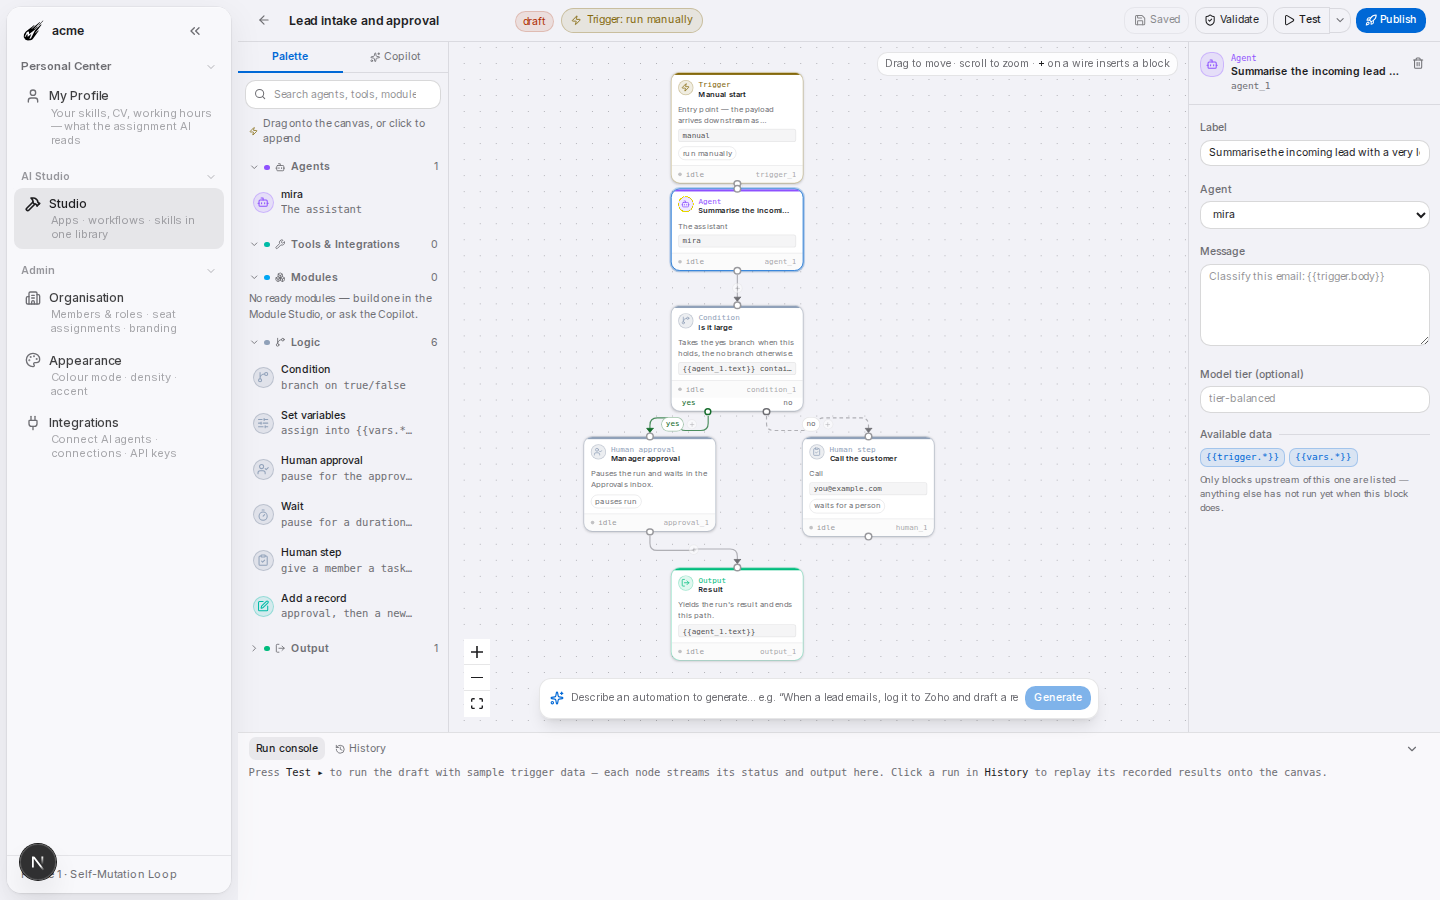 acme
Personal Center
My Profile
Your skills, CV, working hours
— what the assignment AI
reads
AI Studio
Studio
Apps · workflows · skills in
one library
Admin
Organisation
Members & roles · seat
assignments · branding
Appearance
Colour mode · density ·
accent
Integrations
Connect AI agents ·
connections · API keys
N
1 · Self-Mutation Loop
Lead intake and approval
draft
Trigger: run manually
Saved
Validate
Test
Publish
Palette
Copilot
Search agents, tools, module
Drag onto the canvas, or click to
append
Agents 1
mira
The assistant
Tools & Integrations 0
Modules 0
No ready modules — build one in the
Module Studio, or ask the Copilot.
Logic 6
Condition
branch on true/false
Set variables
assign into {{vars.*…
Human approval
pause for the approv…
Wait
pause for a duration…
Human step
give a member a task…
Add a record
approval, then a new…
Output 1
Drag to move · scroll to zoom · + on a wire inserts a block
Trigger
Manual start
Entry point — the payload
arrives downstream as…
manual
run manually
idle trigger_1
Agent
Summarise the incomi…
The assistant
mira
idle agent_1
Condition
Is it large
Takes the yes branch when this
holds, the no branch otherwise.
{{agent_1.text}} contai…
idle condition_1
yes no
yes +
no +
Human approval
Manager approval
Pauses the run and waits in the
Approvals inbox.
pauses run
idle approval_1
Human step
Call the customer
Call
you@example.com
waits for a person
idle human_1
Output
Result
Yields the run's result and ends
this path.
{{agent_1.text}}
idle output_1
Describe an automation to generate… e.g. “When a lead emails, log it to Zoho and draft a re
Generate
Agent
Summarise the incoming lead …
agent_1
Label
Summarise the incoming lead with a very l
Agent
mira
Message
Classify this email: {{trigger.body}}
Model tier (optional)
tier-balanced
Available data
{{trigger.*}} {{vars.*}}
Only blocks upstream of this one are listed —
anything else has not run yet when this block
does.
Run console
History
Press Test ▸ to run the draft with sample trigger data — each node streams its status and output here. Click a run in History to replay its recorded results onto the canvas.